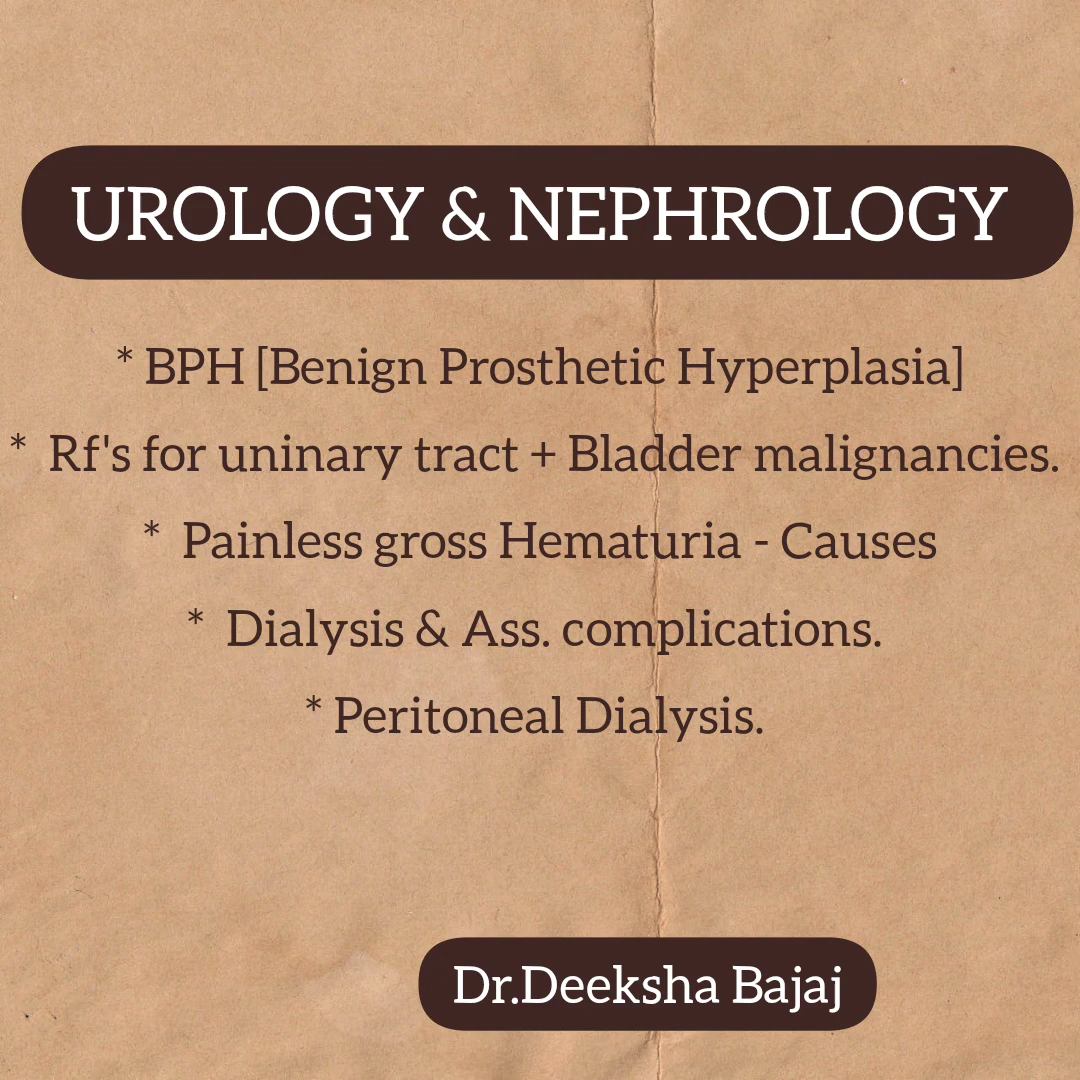 UROLOGY & NEPHROLOGY
* BPH [Benign Prosthetic Hyperplasia]
* Rf's for uninary tract + Bladder malignancies.
* Painless gross Hematuria - Causes
* Dialysis & Ass. complications.
* Peritoneal Dialysis.
Dr.Deeksha Bajaj